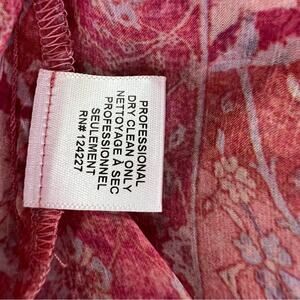 PROFESSIONAL
DRY CLEAN ONLY
NETTOYAGE À SEC
PROFESSIONNEL
SEULEMENT
RN# 124227